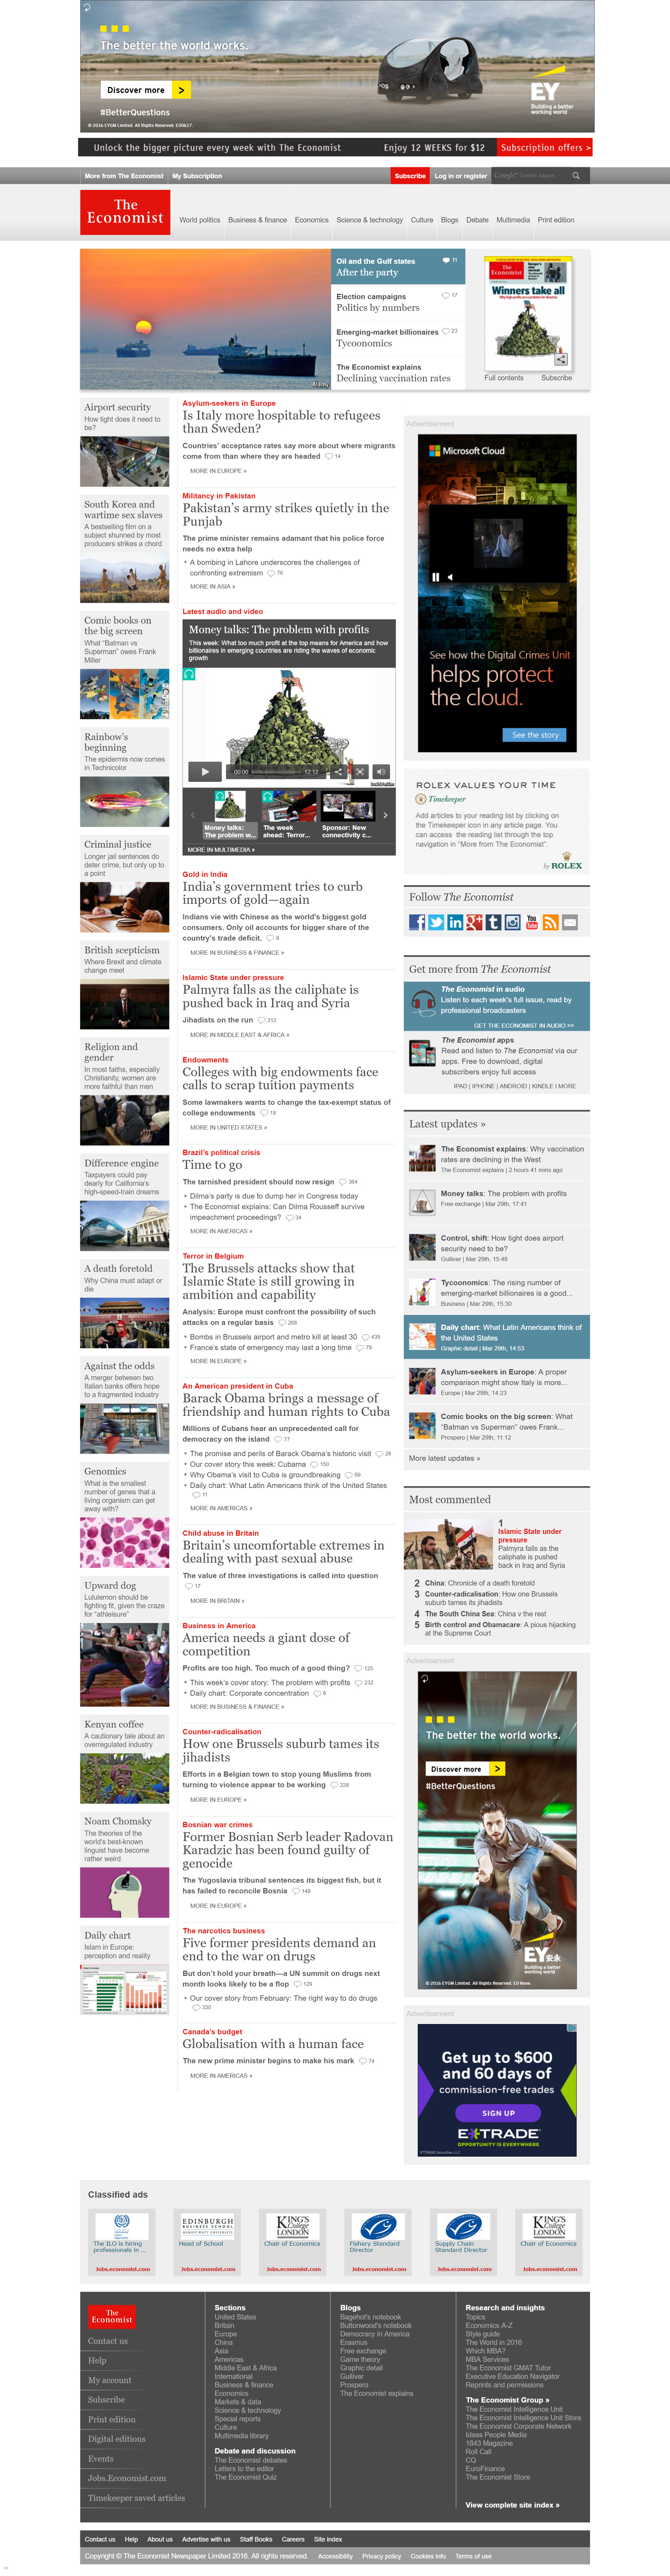 The better the world works.
Discover more >
#BetterQuestions
© 2016 EYGM Limited. All Rights Reserved. ED0617.
EY
Building a better
working world
Unlock the bigger picture every week with The Economist
Enjoy 12 WEEKS for $12
Subscription offers >
More from The Economist
My Subscription
Subscribe
Log in or register
Google™ Custom Search
The
Economist
World politics
Business & finance
Economics
Science & technology
Culture
Blogs
Debate
Multimedia
Print edition
Oil and the Gulf states 11
After the party
Election campaigns 17
Politics by numbers
Emerging-market billionaires 23
Tycoonomics
The Economist explains
Declining vaccination rates
Alamy
The
Economist
Winners take all
Full contents
Subscribe
Airport security
How tight does it need to
be?
South Korea and
wartime sex slaves
A bestselling film on a
subject shunned by most
producers strikes a chord
Comic books on
the big screen
What “Batman vs
Superman” owes Frank
Miller
Rainbow's
beginning
The epidermis now comes
in Technicolor
Criminal justice
Longer jail sentences do
deter crime, but only up to
a point
British scepticism
Where Brexit and climate
change meet
Religion and
gender
In most faiths, especially
Christianity, women are
more faithful than men
Difference engine
Taxpayers could pay
dearly for California's
high-speed-train dreams
A death foretold
Why China must adapt or
die
Against the odds
A merger between two
Italian banks offers hope
to a fragmented industry
Genomics
What is the smallest
number of genes that a
living organism can get
away with?
Upward dog
Lululemon should be
fighting fit, given the craze
for “athleisure”
Kenyan coffee
A cautionary tale about an
overregulated industry
Noam Chomsky
The theories of the
world's best-known
linguist have become
rather weird
Daily chart
Islam in Europe:
perception and reality
Asylum-seekers in Europe
Is Italy more hospitable to refugees
than Sweden?
Countries' acceptance rates say more about where migrants
come from than where they are headed 14
MORE IN EUROPE »
Militancy in Pakistan
Pakistan's army strikes quietly in the
Punjab
The prime minister remains adamant that his police force
needs no extra help
• A bombing in Lahore underscores the challenges of
confronting extremism 76
MORE IN ASIA »
Latest audio and video
Money talks: The problem with profits
This week: What too much profit at the top means for America and how
billionaires in emerging countries are riding the waves of economic
growth
00:00
12:12
Money talks:
The problem w...
The week
ahead: Terror...
Sponsor: New
connectivity c...
MORE IN MULTIMEDIA »
Gold in India
India's government tries to curb
imports of gold—again
Indians vie with Chinese as the world's biggest gold
consumers. Only oil accounts for bigger share of the
country's trade deficit. 8
MORE IN BUSINESS & FINANCE »
Islamic State under pressure
Palmyra falls as the caliphate is
pushed back in Iraq and Syria
Jihadists on the run 312
MORE IN MIDDLE EAST & AFRICA »
Endowments
Colleges with big endowments face
calls to scrap tuition payments
Some lawmakers wants to change the tax-exempt status of
college endowments 19
MORE IN UNITED STATES »
Brazil's political crisis
Time to go
The tarnished president should now resign 364
• Dilma's party is due to dump her in Congress today
• The Economist explains: Can Dilma Rousseff survive
impeachment proceedings? 34
MORE IN AMERICAS »
Terror in Belgium
The Brussels attacks show that
Islamic State is still growing in
ambition and capability
Analysis: Europe must confront the possibility of such
attacks on a regular basis 268
• Bombs in Brussels airport and metro kill at least 30 439
• France's state of emergency may last a long time 79
MORE IN EUROPE »
An American president in Cuba
Barack Obama brings a message of
friendship and human rights to Cuba
Millions of Cubans hear an unprecedented call for
democracy on the island 77
• The promise and perils of Barack Obama's historic visit 28
• Our cover story this week: Cubama 150
• Why Obama's visit to Cuba is groundbreaking 69
• Daily chart: What Latin Americans think of the United States
11
MORE IN AMERICAS »
Child abuse in Britain
Britain's uncomfortable extremes in
dealing with past sexual abuse
The value of three investigations is called into question
17
MORE IN BRITAIN »
Business in America
America needs a giant dose of
competition
Profits are too high. Too much of a good thing? 125
• This week's cover story: The problem with profits 232
• Daily chart: Corporate concentration 8
MORE IN BUSINESS & FINANCE »
Counter-radicalisation
How one Brussels suburb tames its
jihadists
Efforts in a Belgian town to stop young Muslims from
turning to violence appear to be working 228
MORE IN EUROPE »
Bosnian war crimes
Former Bosnian Serb leader Radovan
Karadzic has been found guilty of
genocide
The Yugoslavia tribunal sentences its biggest fish, but it
has failed to reconcile Bosnia 148
MORE IN EUROPE »
The narcotics business
Five former presidents demand an
end to the war on drugs
But don't hold your breath—a UN summit on drugs next
month looks likely to be a flop 129
• Our cover story from February: The right way to do drugs
330
Canada's budget
Globalisation with a human face
The new prime minister begins to make his mark 74
MORE IN AMERICAS »
Advertisement
Microsoft Cloud
See how the Digital Crimes Unit
helps protect
the cloud.
See the story
ROLEX VALUES YOUR TIME
Timekeeper
Add articles to your reading list by clicking on
the Timekeeper icon in any article page. You
can access the reading list through the top
navigation in “More from The Economist”.
by ROLEX
Follow The Economist
You
Tube
Get more from The Economist
The Economist in audio
Listen to each week's full issue, read by
professional broadcasters
GET THE ECONOMIST IN AUDIO >>
The Economist apps
Read and listen to The Economist via our
apps. Free to download, digital
subscribers enjoy full access
IPAD | IPHONE | ANDROID | KINDLE | MORE
Latest updates »
The Economist explains: Why vaccination
rates are declining in the West
The Economist explains | 2 hours 41 mins ago
Money talks: The problem with profits
Free exchange | Mar 29th, 17:41
Control, shift: How tight does airport
security need to be?
Gulliver | Mar 29th, 15:48
Tycoonomics: The rising number of
emerging-market billionaires is a good...
Business | Mar 29th, 15:30
Daily chart: What Latin Americans think of
the United States
Graphic detail | Mar 29th, 14:53
Asylum-seekers in Europe: A proper
comparison might show Italy is more...
Europe | Mar 29th, 14:23
Comic books on the big screen: What
“Batman vs Superman” owes Frank...
Prospero | Mar 29th, 11:12
More latest updates »
Most commented
1
Islamic State under
pressure
Palmyra falls as the
caliphate is pushed
back in Iraq and Syria
2 China: Chronicle of a death foretold
3 Counter-radicalisation: How one Brussels
suburb tames its jihadists
4 The South China Sea: China v the rest
5 Birth control and Obamacare: A pious hijacking
at the Supreme Court
Advertisement
The better the world works.
Discover more >
#BetterQuestions
EY安永
Building a better
working world
© 2016 EYGM Limited. All Rights Reserved. ED None.
Advertisement
Get up to $600
and 60 days of
commission-free trades
SIGN UP
E*TRADE
OPPORTUNITY IS EVERYWHERE
E*TRADE Securities LLC
Classified ads
The ILO is hiring
professionals in ...
Jobs.economist.com
EDINBURGH
BUSINESS SCHOOL
HERIOT-WATT UNIVERSITY
Head of School
Jobs.economist.com
KING'S
College
LONDON
Chair of Economics
Jobs.economist.com
Fishery Standard
Director
Jobs.economist.com
Supply Chain
Standard Director
Jobs.economist.com
KING'S
College
LONDON
Chair of Economics
Jobs.economist.com
The
Economist
Contact us
Help
My account
Subscribe
Print edition
Digital editions
Events
Jobs.Economist.com
Timekeeper saved articles
Sections
United States
Britain
Europe
China
Asia
Americas
Middle East & Africa
International
Business & finance
Economics
Markets & data
Science & technology
Special reports
Culture
Multimedia library
Debate and discussion
The Economist debates
Letters to the editor
The Economist Quiz
Blogs
Bagehot's notebook
Buttonwood's notebook
Democracy in America
Erasmus
Free exchange
Game theory
Graphic detail
Gulliver
Prospero
The Economist explains
Research and insights
Topics
Economics A-Z
Style guide
The World in 2016
Which MBA?
MBA Services
The Economist GMAT Tutor
Executive Education Navigator
Reprints and permissions
The Economist Group »
The Economist Intelligence Unit
The Economist Intelligence Unit Store
The Economist Corporate Network
Ideas People Media
1843 Magazine
Roll Call
CQ
EuroFinance
The Economist Store
View complete site index »
Contact us
Help
About us
Advertise with us
Staff Books
Careers
Site index
Copyright © The Economist Newspaper Limited 2016. All rights reserved.
Accessibility
Privacy policy
Cookies info
Terms of use